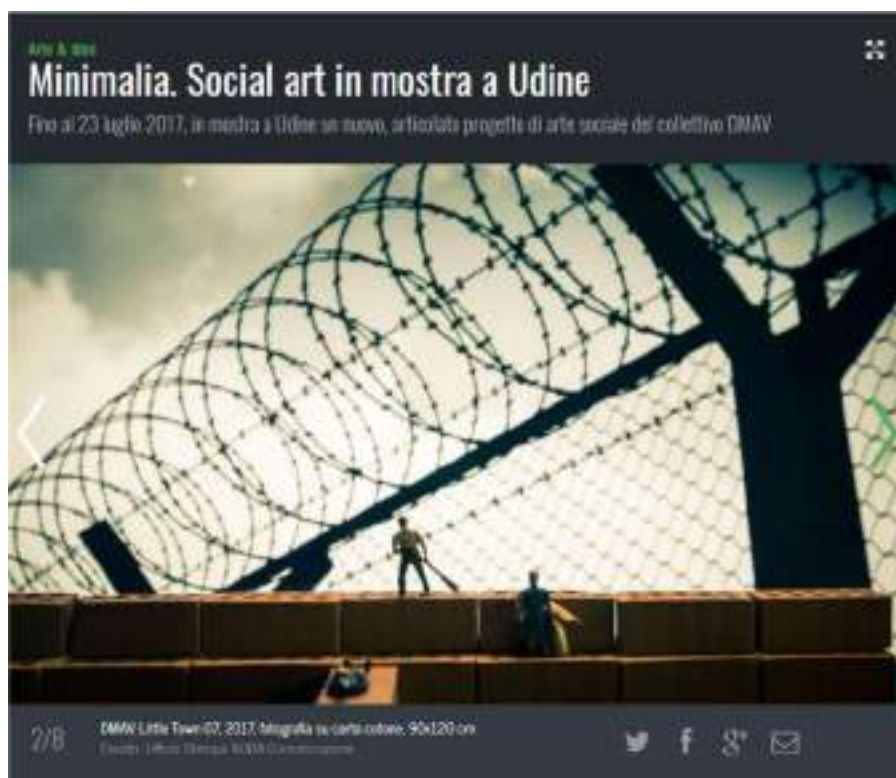 Arte & Idee
Minimalia. Social art in mostra a Udine
Fino al 23 luglio 2017, in mostra a Udine un nuovo, articolato progetto di arte sociale del collettivo DMAV
2/8
DMAV Little Town 07, 2017, fotografia su carta cotone, 90x120 cm
Ufficio Stampa